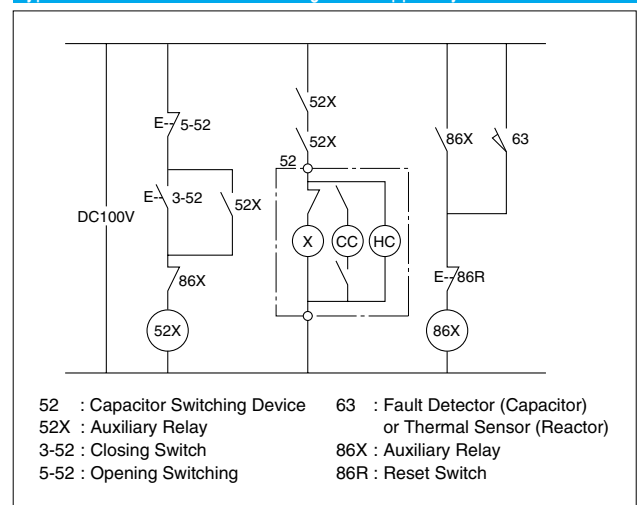 52X
E-- 5-52
52X
86X
63
52
E-- 3-52
52X
DC100V
X
CC
HC
86X
E-- 86R
52X
86X
52 : Capacitor Switching Device
52X : Auxiliary Relay
3-52 : Closing Switch
5-52 : Opening Switching
63 : Fault Detector (Capacitor)
or Thermal Sensor (Reactor)
86X : Auxiliary Relay
86R : Reset Switch